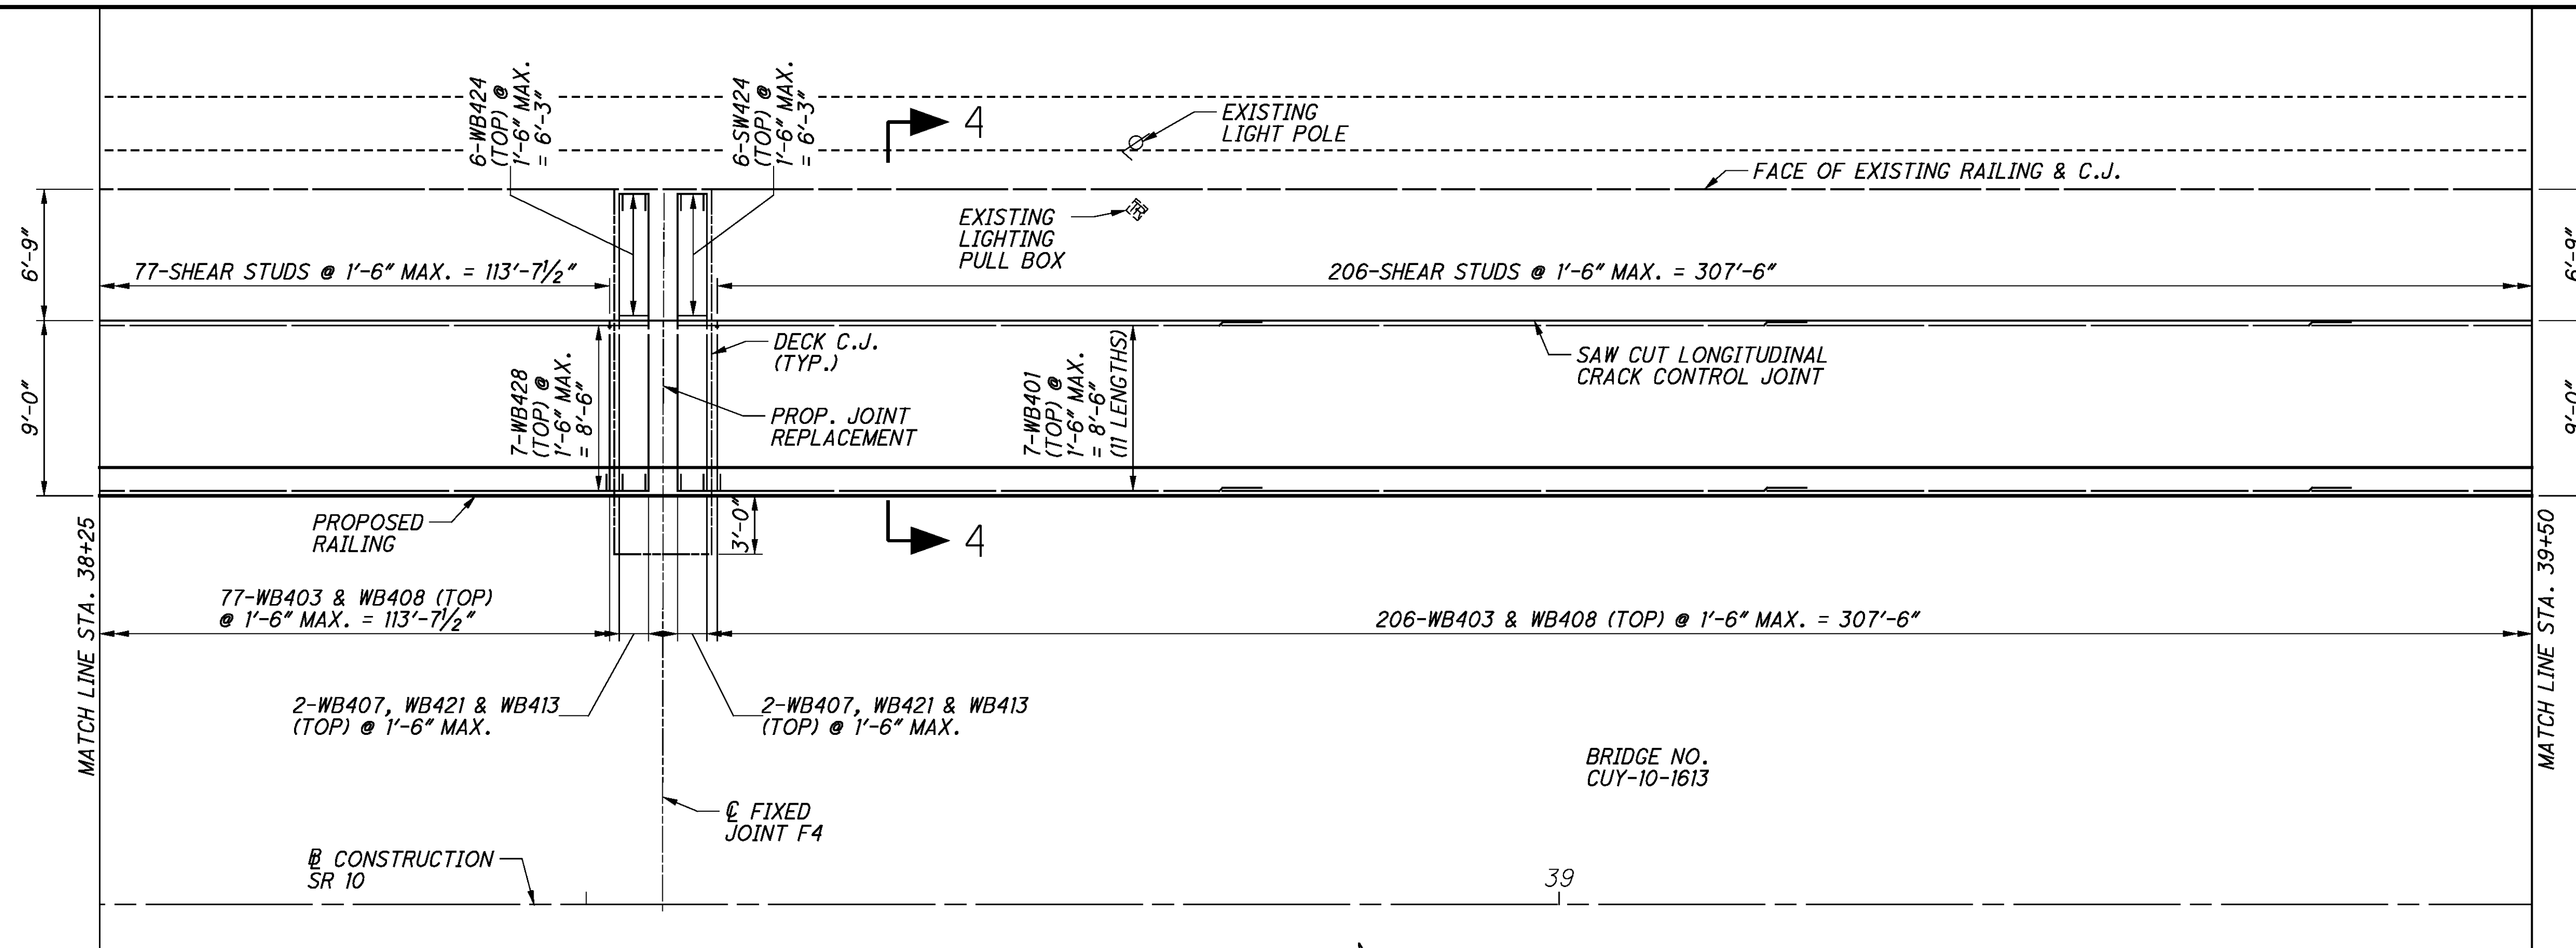 6-WB424
(TOP) @
1'-6" MAX.
= 6'-3"
6-SW424
(TOP) @
1'-6" MAX.
= 6'-3"
4
EXISTING
LIGHT POLE
FACE OF EXISTING RAILING & C.J.
EXISTING
LIGHTING
PULL BOX
6'-9"
77-SHEAR STUDS @ 1'-6" MAX. = 113'-7½"
206-SHEAR STUDS @ 1'-6" MAX. = 307'-6"
6'-9"
9'-0"
7-WB428
(TOP) @
1'-6" MAX.
= 8'-6"
DECK C.J.
(TYP.)
PROP. JOINT
REPLACEMENT
7-WB401
(TOP) @
1'-6" MAX.
= 8'-6"
(11 LENGTHS)
SAW CUT LONGITUDINAL
CRACK CONTROL JOINT
9'-0"
PROPOSED
RAILING
3'-0"
4
MATCH LINE STA. 38+25
77-WB403 & WB408 (TOP)
@ 1'-6" MAX. = 113'-7½"
206-WB403 & WB408 (TOP) @ 1'-6" MAX. = 307'-6"
MATCH LINE STA. 39+50
2-WB407, WB421 & WB413
(TOP) @ 1'-6" MAX.
2-WB407, WB421 & WB413
(TOP) @ 1'-6" MAX.
BRIDGE NO.
CUY-10-1613
℄ FIXED
JOINT F4
BL CONSTRUCTION
SR 10
39